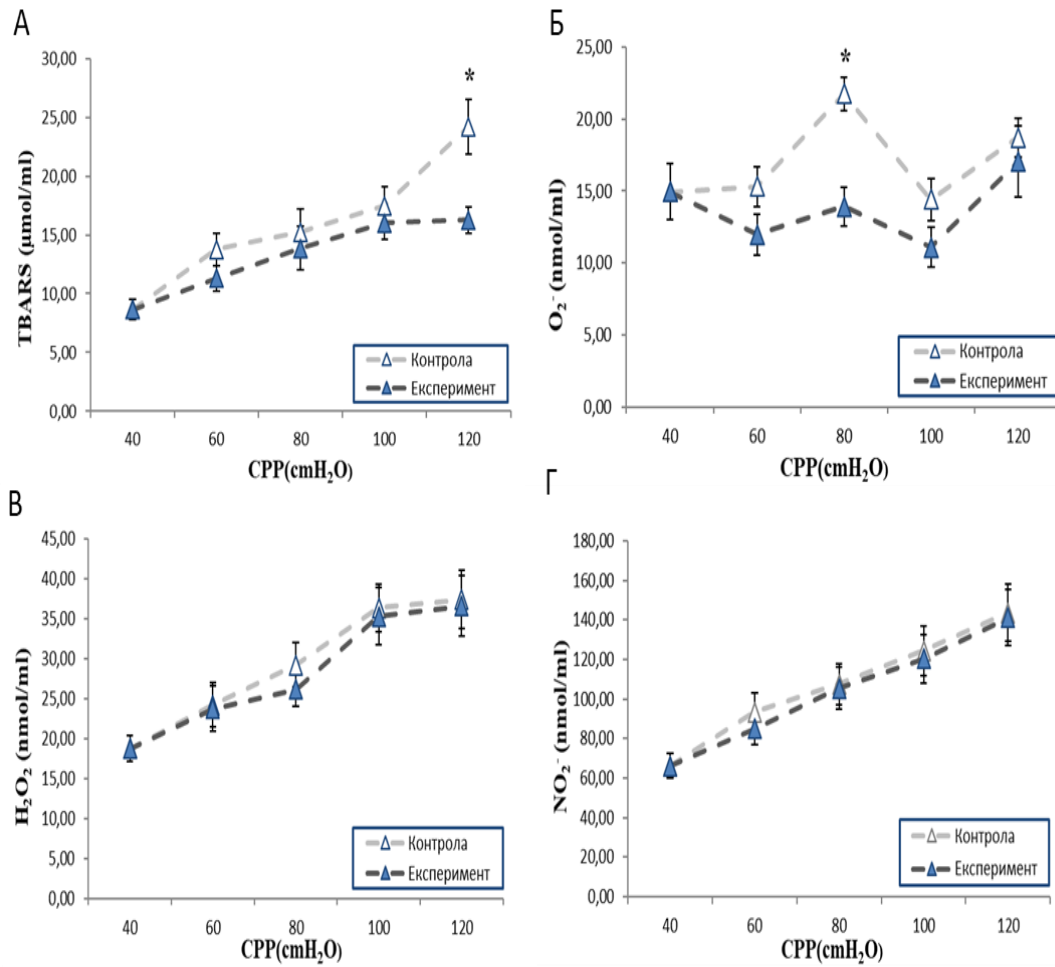 А
30,00
25,00
20,00
15,00
10,00
5,00
0,00
TBARS (μmol/ml)
*
Контрола
Експеримент
40 60 80 100 120
CPP(cmH₂O)
Б
25,00
20,00
15,00
10,00
5,00
0,00
O₂⁻ (nmol/ml)
*
Контрола
Експеримент
40 60 80 100 120
CPP(cmH₂O)
В
45,00
40,00
35,00
30,00
25,00
20,00
15,00
10,00
5,00
0,00
H₂O₂ (nmol/ml)
Контрола
Експеримент
40 60 80 100 120
CPP(cmH₂O)
Г
180,00
160,00
140,00
120,00
100,00
80,00
60,00
40,00
20,00
0,00
NO₂⁻ (nmol/ml)
Контрола
Експеримент
40 60 80 100 120
CPP(cmH₂O)